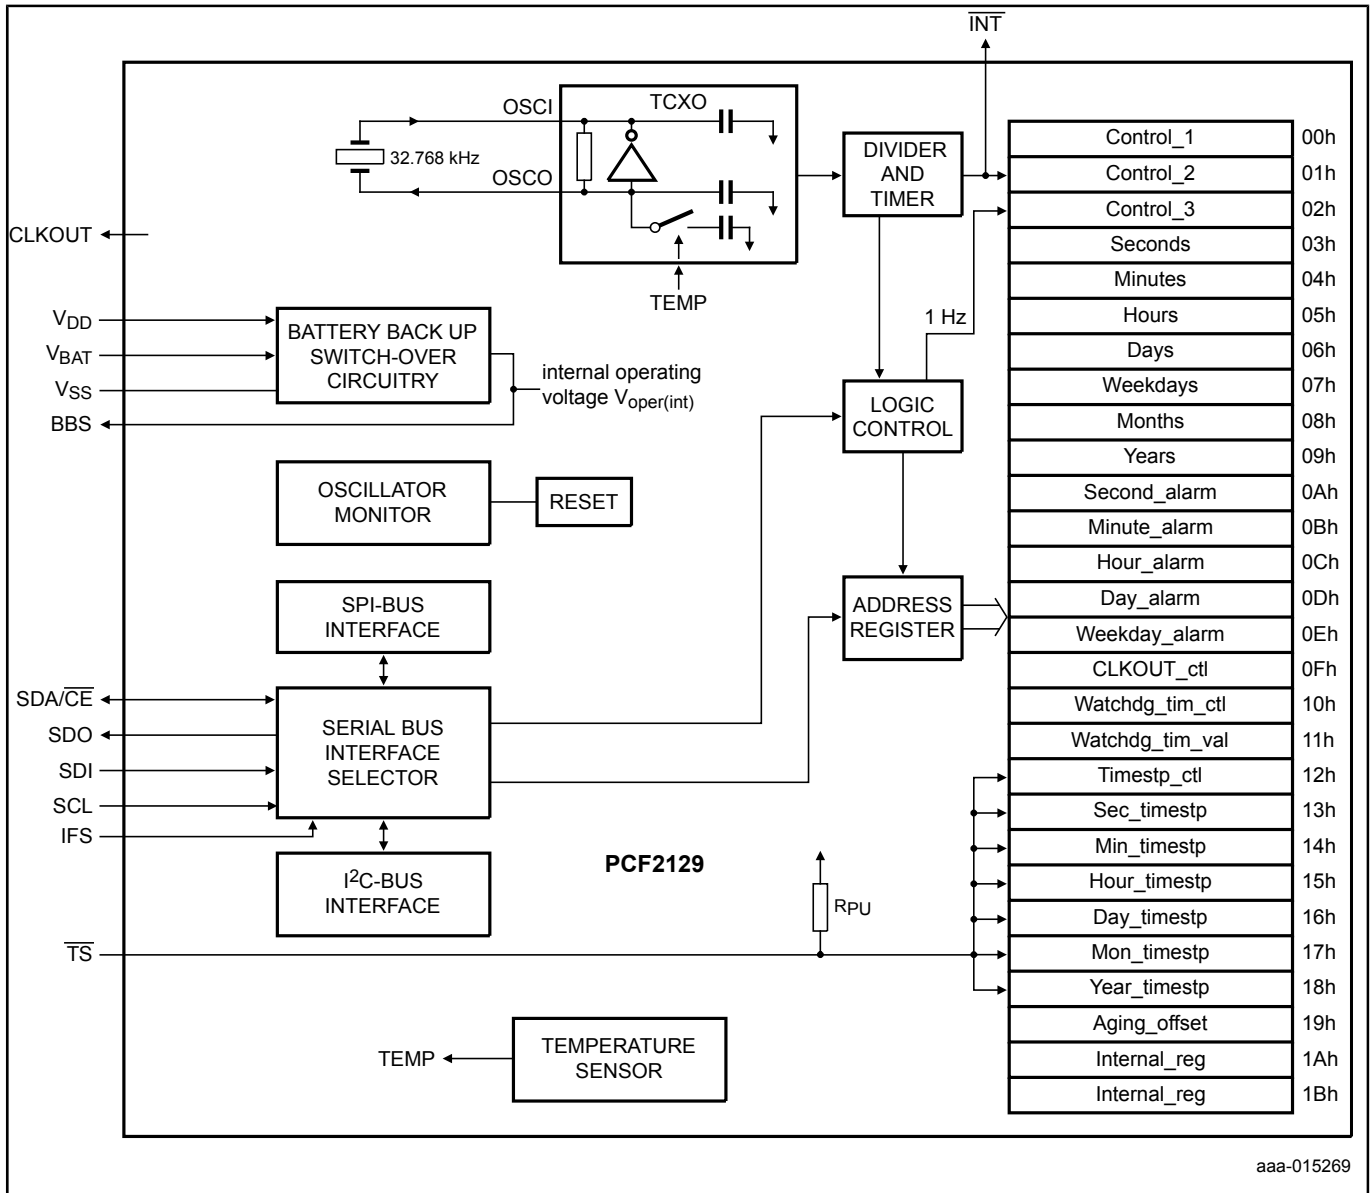 INT
OSCI
TCXO
32.768 kHz
OSCO
TEMP
DIVIDER
AND
TIMER
CLKOUT
VDD
VBAT
VSS
BBS
BATTERY BACK UP
SWITCH-OVER
CIRCUITRY
internal operating
voltage Voper(int)
1 Hz
LOGIC
CONTROL
OSCILLATOR
MONITOR
RESET
SPI-BUS
INTERFACE
ADDRESS
REGISTER
SDA/CE
SDO
SDI
SCL
IFS
SERIAL BUS
INTERFACE
SELECTOR
I2C-BUS
INTERFACE
PCF2129
RPU
TS
TEMP
TEMPERATURE
SENSOR
Control_1 00h
Control_2 01h
Control_3 02h
Seconds 03h
Minutes 04h
Hours 05h
Days 06h
Weekdays 07h
Months 08h
Years 09h
Second_alarm 0Ah
Minute_alarm 0Bh
Hour_alarm 0Ch
Day_alarm 0Dh
Weekday_alarm 0Eh
CLKOUT_ctl 0Fh
Watchdg_tim_ctl 10h
Watchdg_tim_val 11h
Timestp_ctl 12h
Sec_timestp 13h
Min_timestp 14h
Hour_timestp 15h
Day_timestp 16h
Mon_timestp 17h
Year_timestp 18h
Aging_offset 19h
Internal_reg 1Ah
Internal_reg 1Bh
aaa-015269